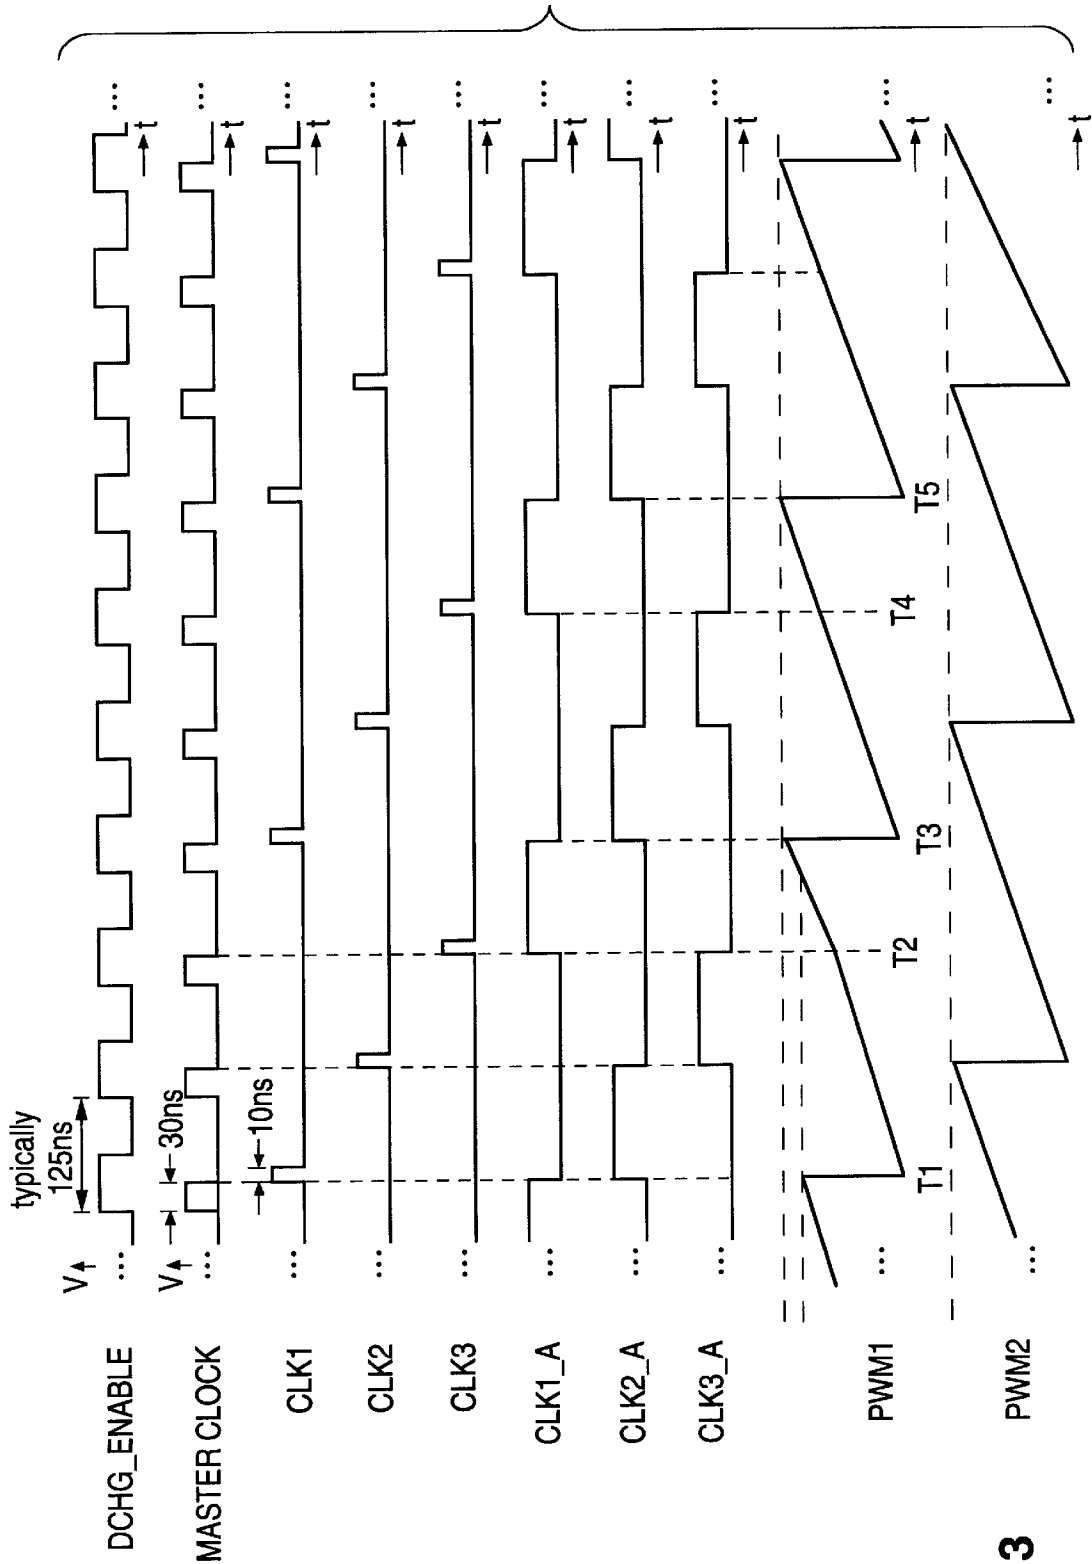 typically
125ns
V
DCHG_ENABLE ... ... t
V
30ns
MASTER CLOCK ... ... t
10ns
CLK1 ... ... t
CLK2 ... ... t
CLK3 ... ... t
CLK1_A ... ... t
CLK2_A ... ... t
CLK3_A ... ... t
PWM1 ... ... t
T1 T2 T3 T4 T5
PWM2 ... ... t
3